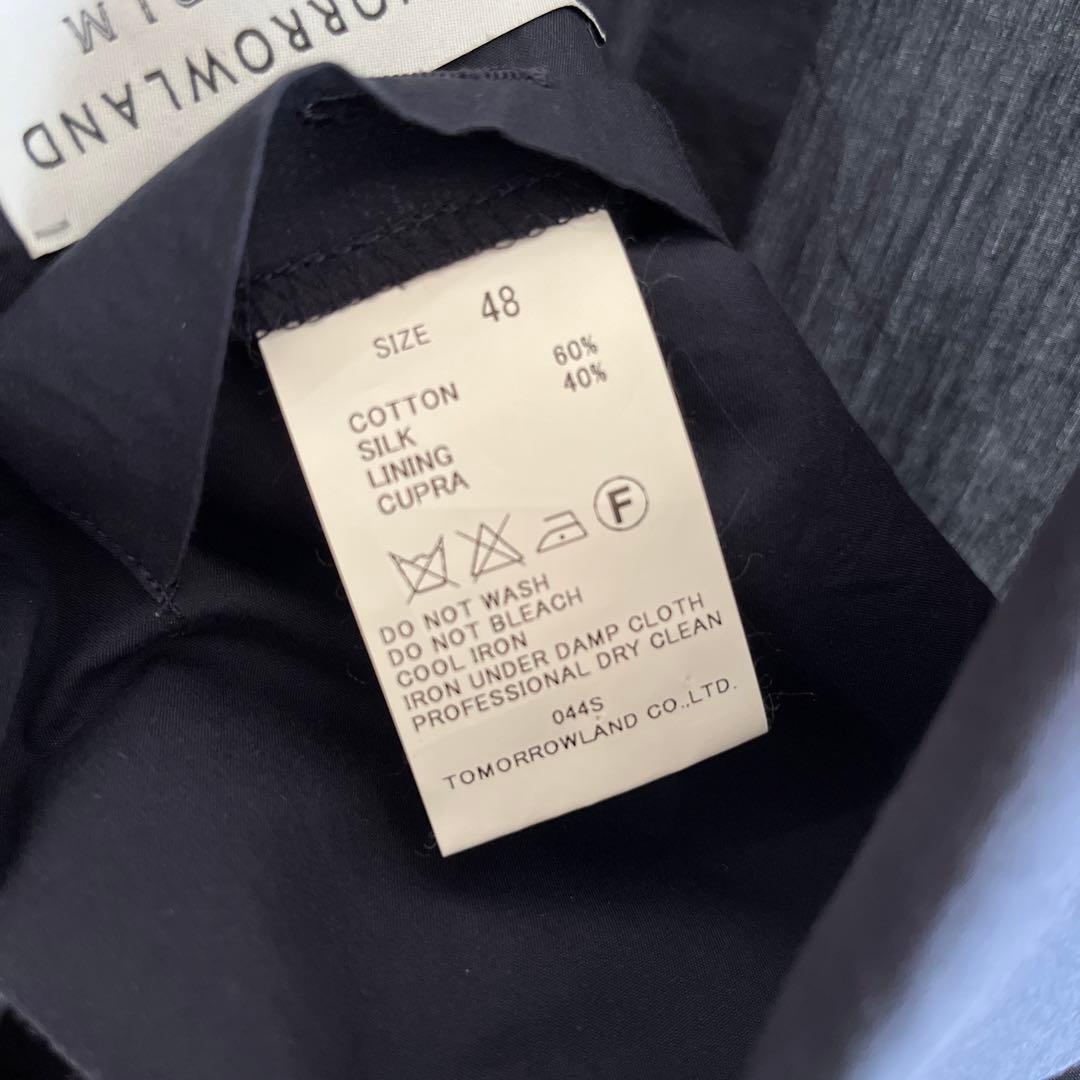 TOMORROWLAND
SIZE 48
COTTON 60%
SILK 40%
LINING
CUPRA
F
DO NOT WASH
DO NOT BLEACH
COOL IRON
IRON UNDER DAMP CLOTH
PROFESSIONAL DRY CLEAN
044S
TOMORROWLAND CO.,LTD.